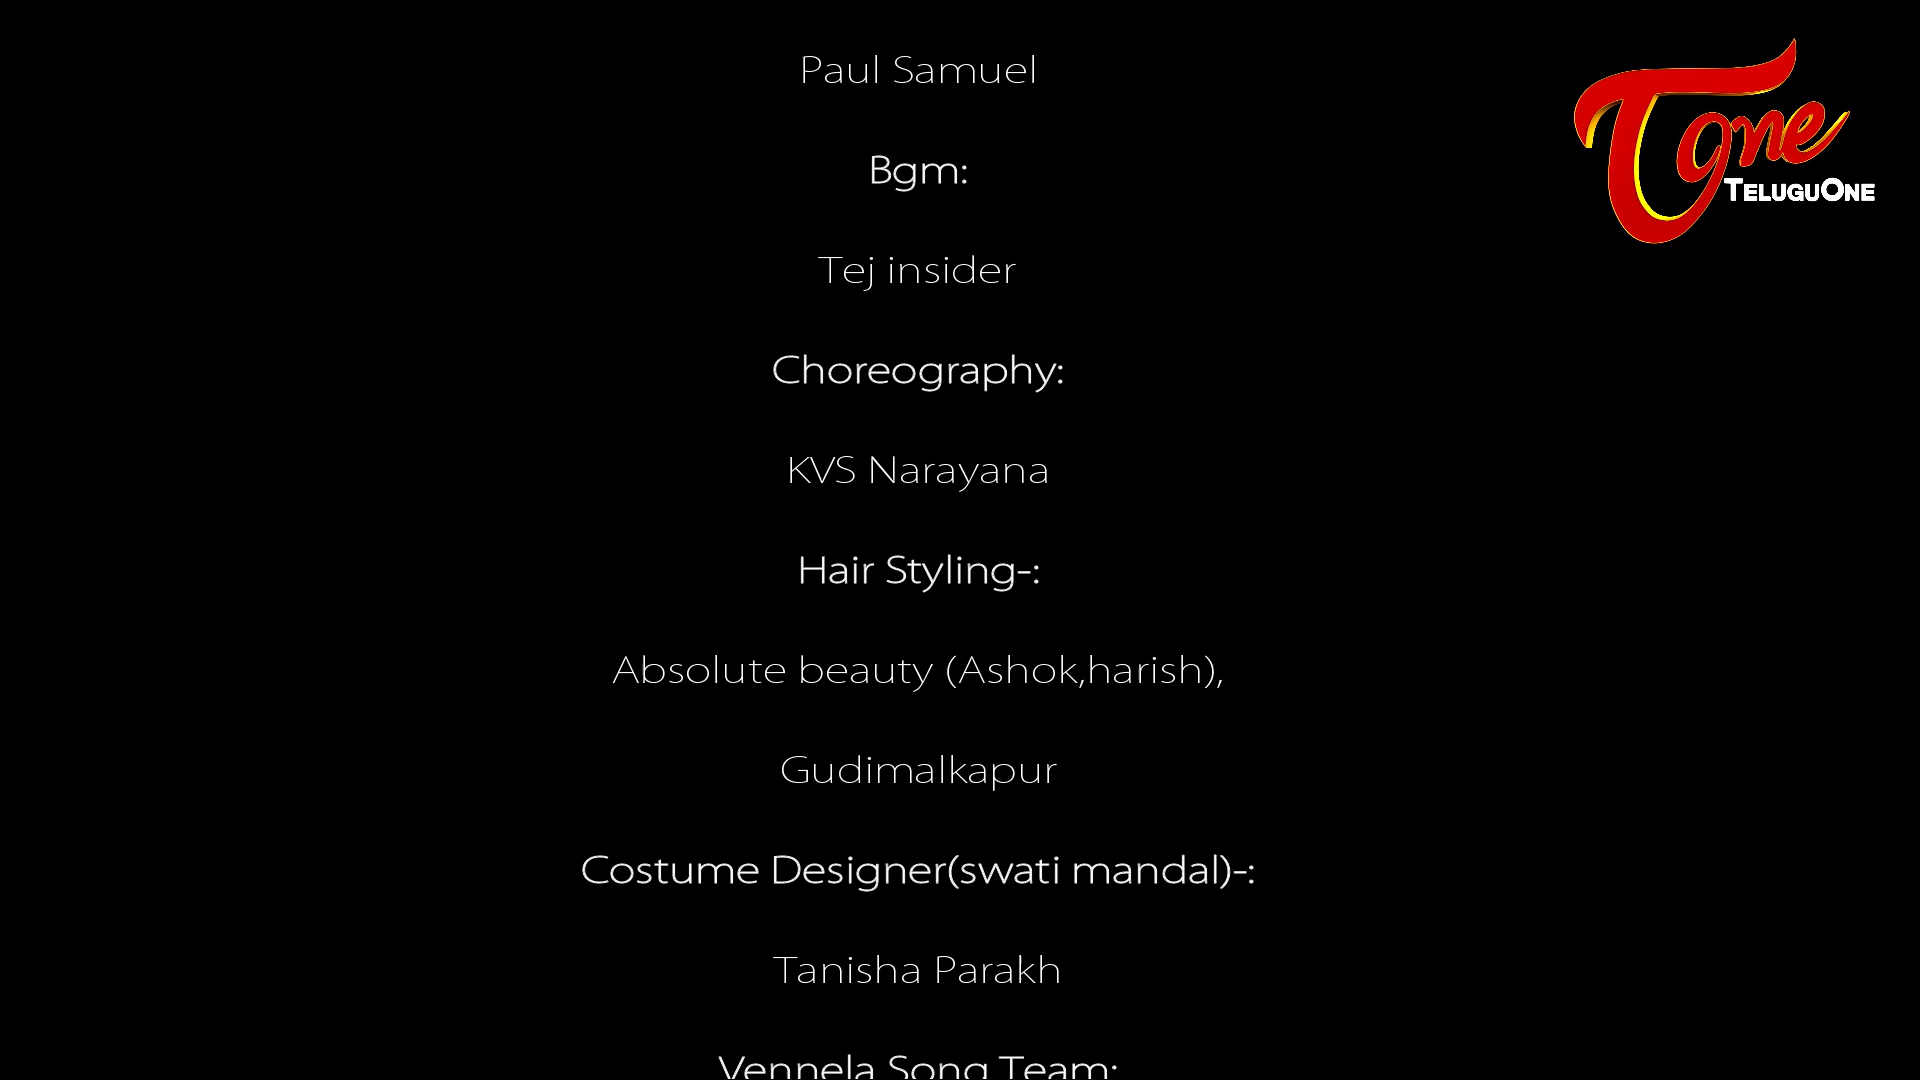 Paul Samuel
Tone
TELUGUONE
Bgm:
Tej insider
Choreography:
KVS Narayana
Hair Styling-:
Absolute beauty (Ashok,harish),
Gudimalkapur
Costume Designer(swati mandal)-:
Tanisha Parakh
Vennela Song Team: